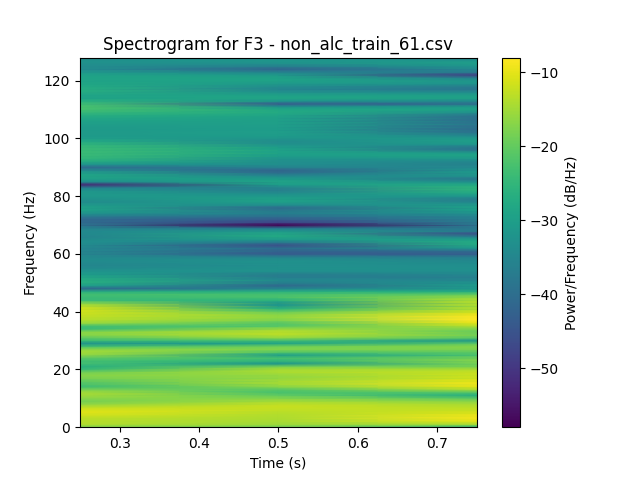 Spectrogram for F3 - non_alc_train_61.csv
120
100
80
60
40
20
0
Frequency (Hz)
0.3 0.4 0.5 0.6 0.7
Time (s)
−10
−20
−30
−40
−50
Power/Frequency (dB/Hz)